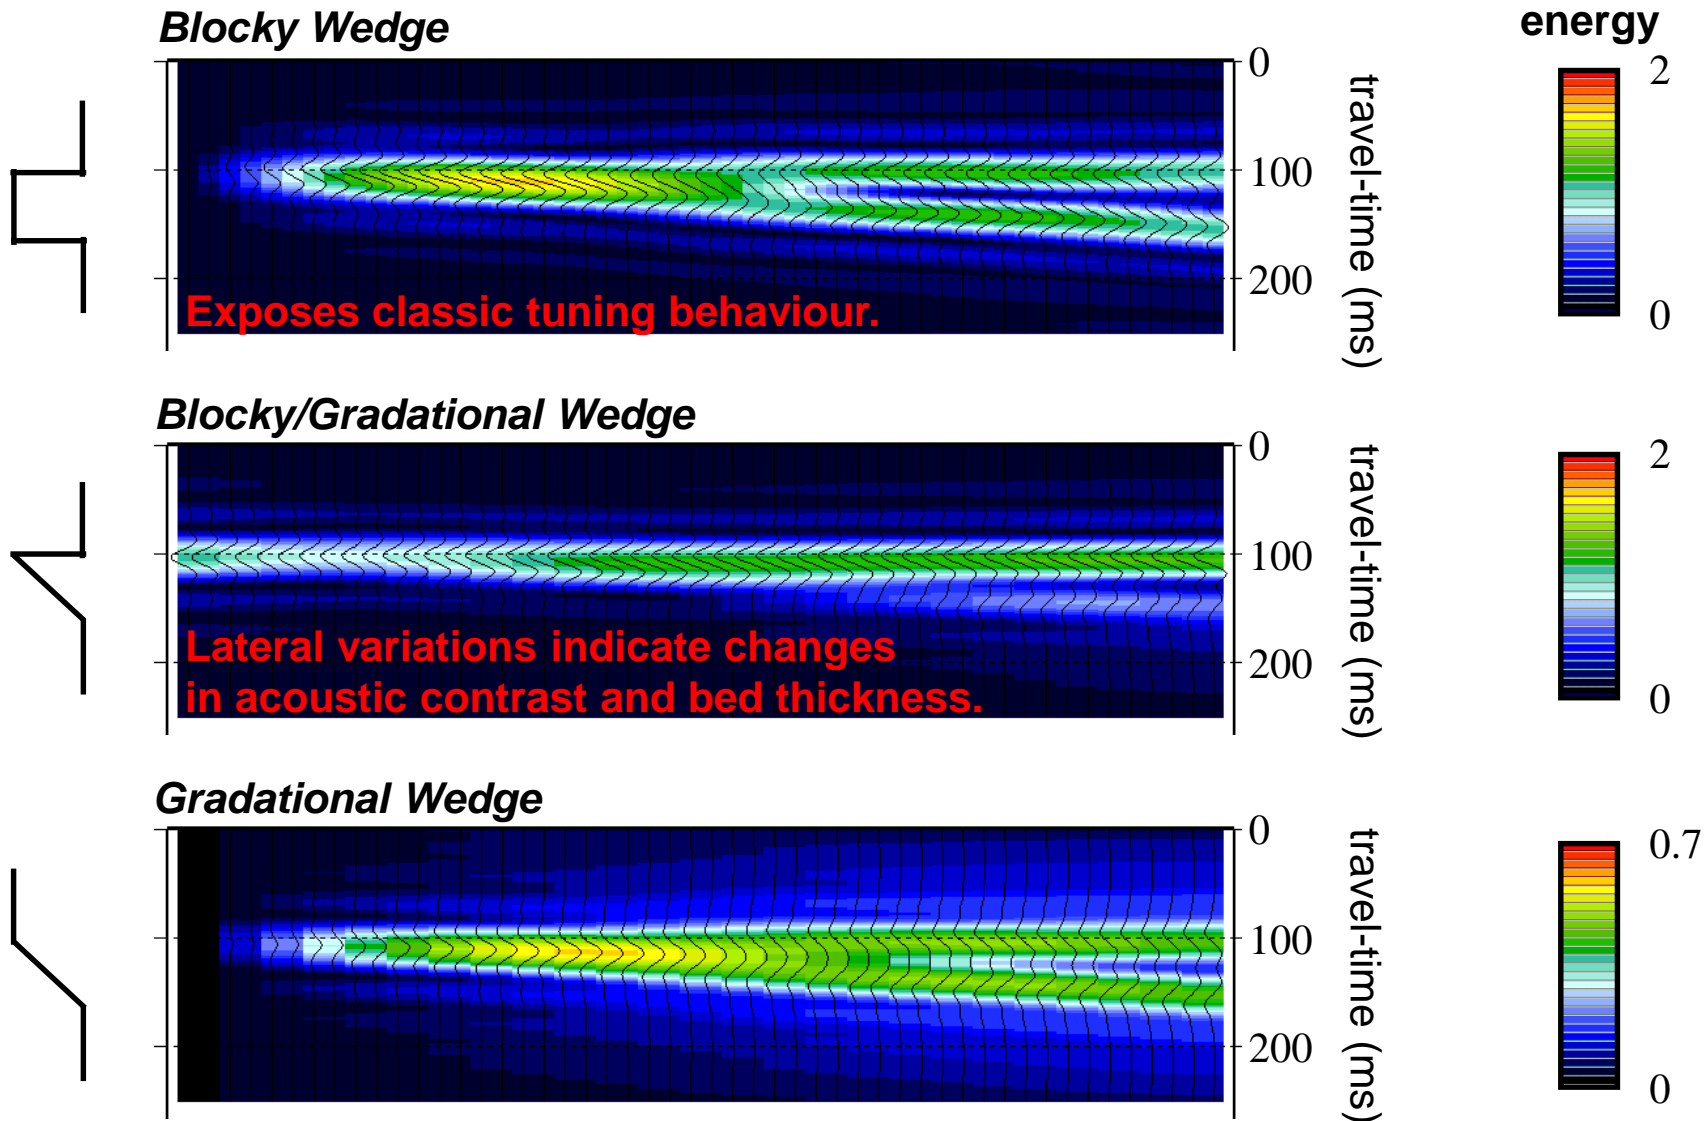 Blocky Wedge
energy
0
100
200
travel-time (ms)
2
0
Exposes classic tuning behaviour.
Blocky/Gradational Wedge
0
100
200
travel-time (ms)
2
0
Lateral variations indicate changes
in acoustic contrast and bed thickness.
Gradational Wedge
0
100
200
travel-time (ms)
0.7
0